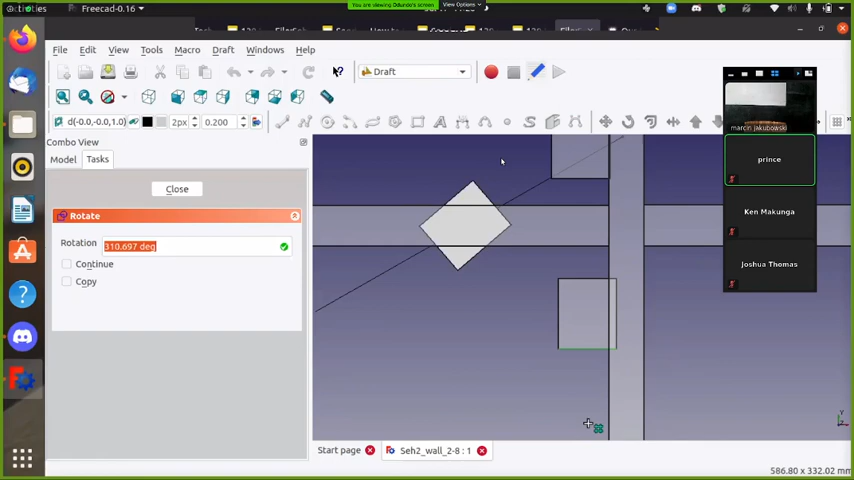 You are viewing Odundo's screen View Options
Activities Freecad-0.16
File Edit View Tools Macro Draft Windows Help
Draft
d(-0.0,-0.0,1.0) 2px 0.200
Combo View
Model Tasks
Close
Rotate
Rotation 310.697 deg
Continue
Copy
marcin jakubowski
prince
Ken Makunga
Joshua Thomas
Start page Seh2_wall_2-8 : 1
586.80 x 332.02 mm